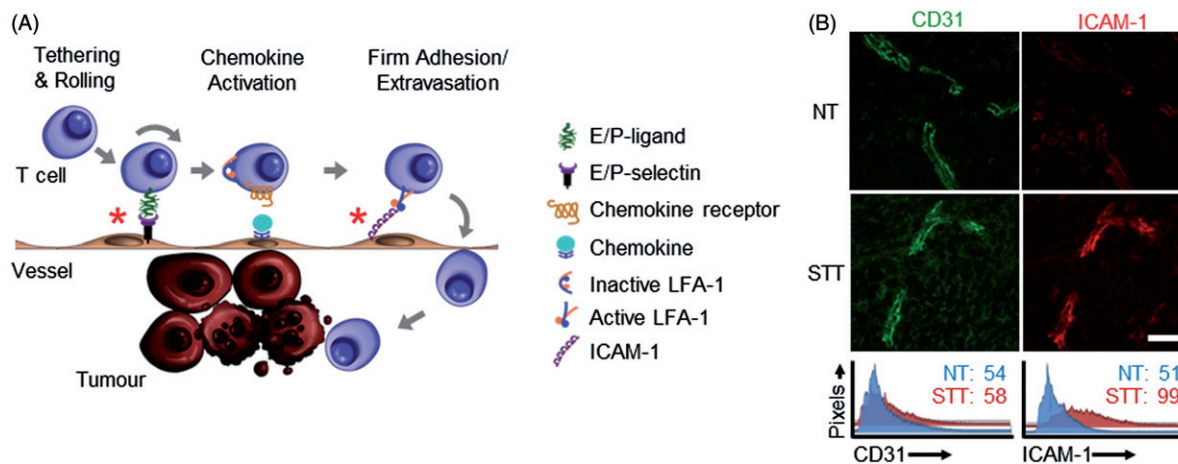 (A)
Tethering
& Rolling
Chemokine
Activation
Firm Adhesion/
Extravasation
T cell
*
*
Vessel
Tumour
E/P-ligand
E/P-selectin
Chemokine receptor
Chemokine
Inactive LFA-1
Active LFA-1
ICAM-1
(B)
CD31
ICAM-1
NT
STT
Pixels
NT: 54
STT: 58
NT: 51
STT: 99
CD31
ICAM-1